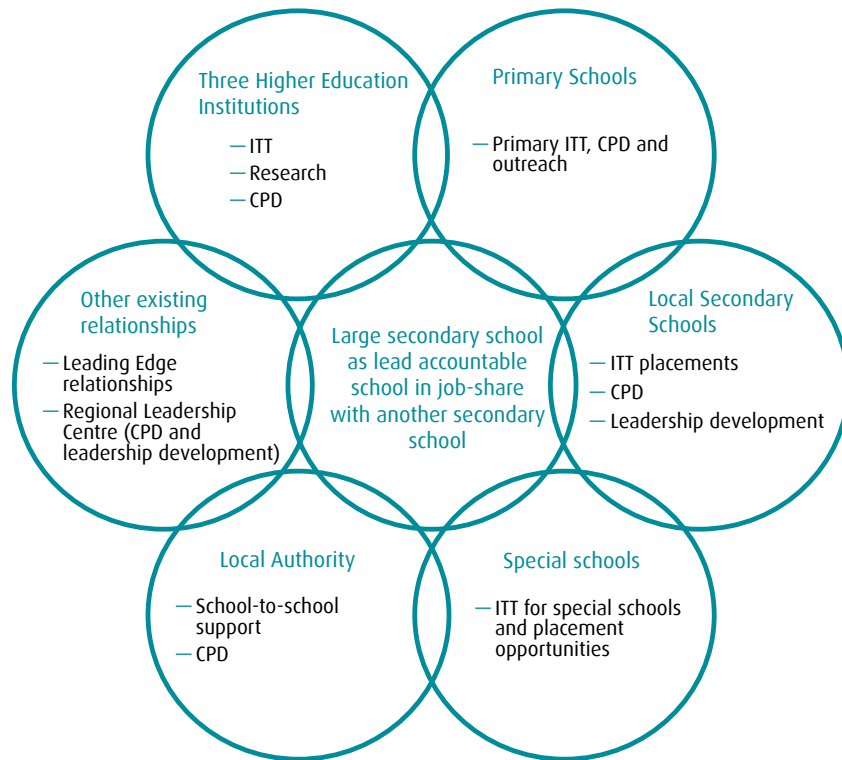 Three Higher Education
Institutions
— ITT
— Research
— CPD
Primary Schools
— Primary ITT, CPD and
outreach
Other existing
relationships
— Leading Edge
relationships
— Regional Leadership
Centre (CPD and
leadership development)
Large secondary school
as lead accountable
school in job-share
with another secondary
school
Local Secondary
Schools
— ITT placements
— CPD
— Leadership development
Local Authority
— School-to-school
support
— CPD
Special schools
— ITT for special schools
and placement
opportunities